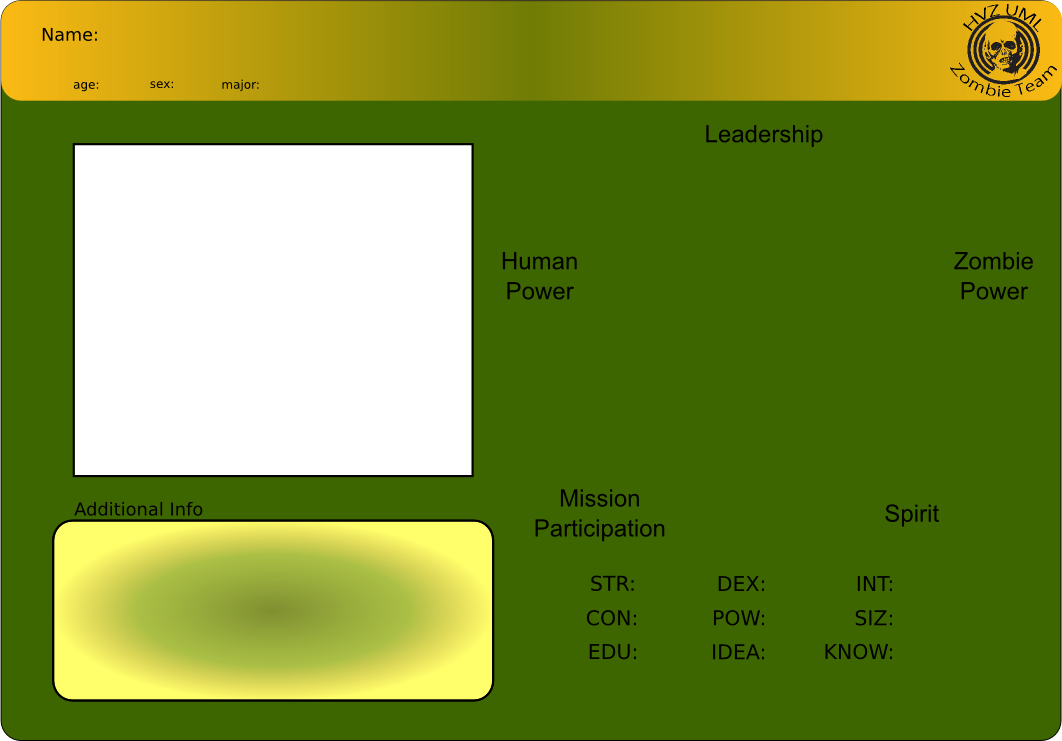 HVZ UML
Name:
age: sex: major:
Zombie Team
Leadership
Human
Power
Zombie
Power
Mission
Participation
Spirit
Additional Info
STR: DEX: INT:
CON: POW: SIZ:
EDU: IDEA: KNOW: